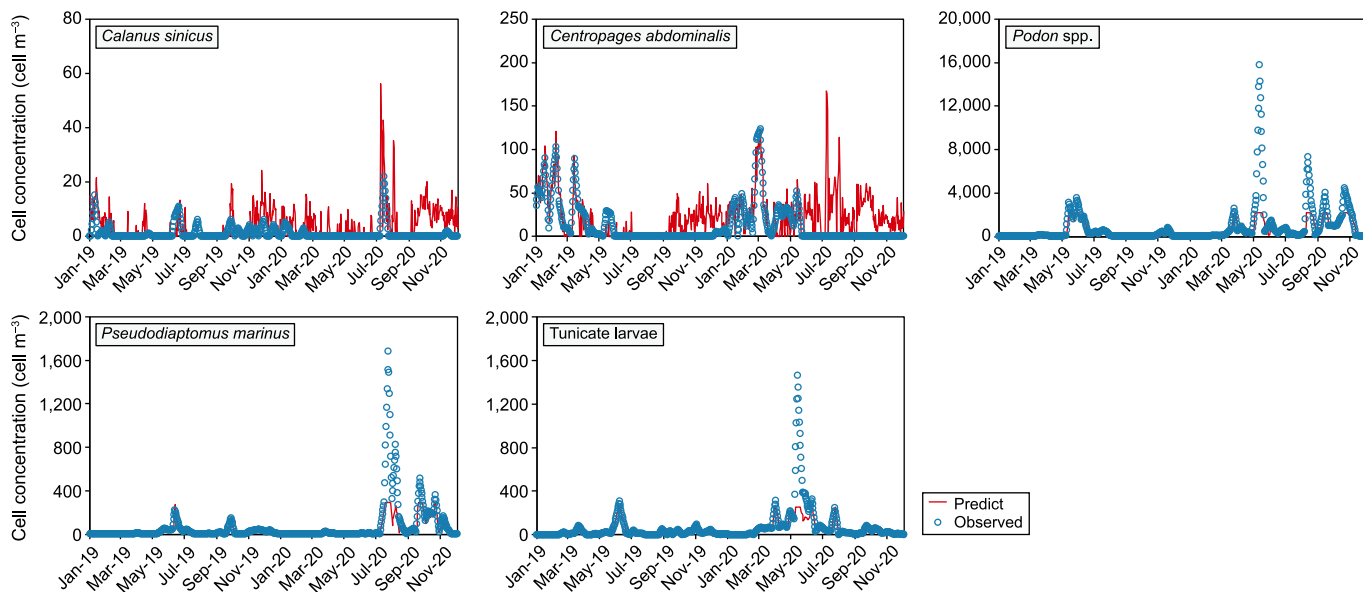 Cell concentration (cell m⁻³)
80
60
40
20
0
Calanus sinicus
Jan-19 Mar-19 May-19 Jul-19 Sep-19 Nov-19 Jan-20 Mar-20 May-20 Jul-20 Sep-20 Nov-20
250
200
150
100
50
0
Centropages abdominalis
Jan-19 Mar-19 May-19 Jul-19 Sep-19 Nov-19 Jan-20 Mar-20 May-20 Jul-20 Sep-20 Nov-20
20,000
16,000
12,000
8,000
4,000
0
Podon spp.
Jan-19 Mar-19 May-19 Jul-19 Sep-19 Nov-19 Jan-20 Mar-20 May-20 Jul-20 Sep-20 Nov-20
Cell concentration (cell m⁻³)
2,000
1,600
1,200
800
400
0
Pseudodiaptomus marinus
Jan-19 Mar-19 May-19 Jul-19 Sep-19 Nov-19 Jan-20 Mar-20 May-20 Jul-20 Sep-20 Nov-20
2,000
1,600
1,200
800
400
0
Tunicate larvae
Jan-19 Mar-19 May-19 Jul-19 Sep-19 Nov-19 Jan-20 Mar-20 May-20 Jul-20 Sep-20 Nov-20
Predict
Observed